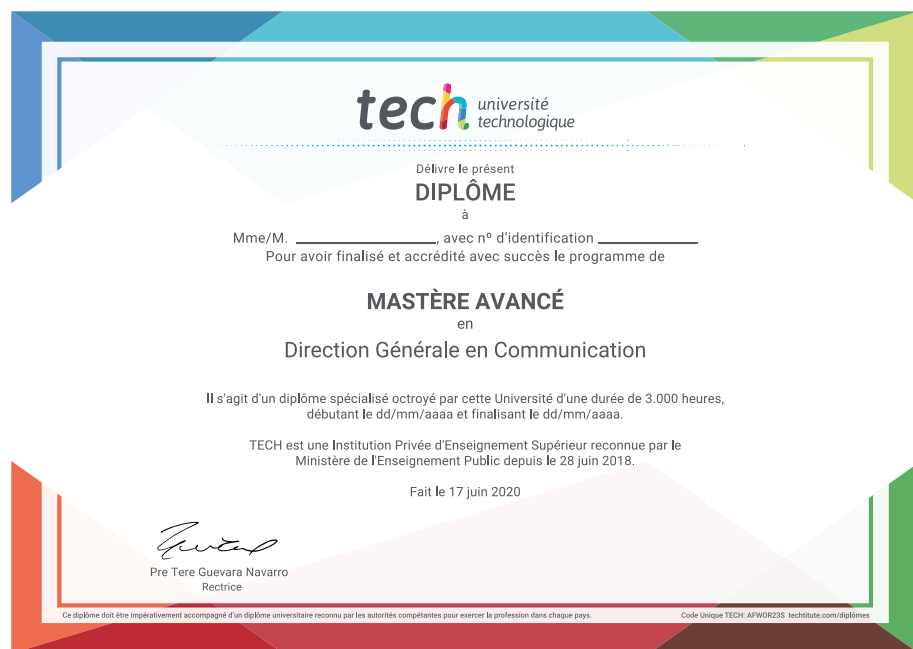 tech université
technologique
Délivre le présent
DIPLÔME
à
Mme/M. ____________, avec nº d'identification ____________
Pour avoir finalisé et accrédité avec succès le programme de
MASTÈRE AVANCÉ
en
Direction Générale en Communication
Il s'agit d'un diplôme spécialisé octroyé par cette Université d'une durée de 3.000 heures,
débutant le dd/mm/aaaa et finalisant le dd/mm/aaaa.
TECH est une Institution Privée d'Enseignement Supérieur reconnue par le
Ministère de l'Enseignement Public depuis le 28 juin 2018.
Fait le 17 juin 2020
Pre Tere Guevara Navarro
Rectrice
Ce diplôme doit être impérativement accompagné d'un diplôme universitaire reconnu par les autorités compétentes pour exercer la profession dans chaque pays.
Code Unique TECH: AFWOR23S techtitute.com/diplômes